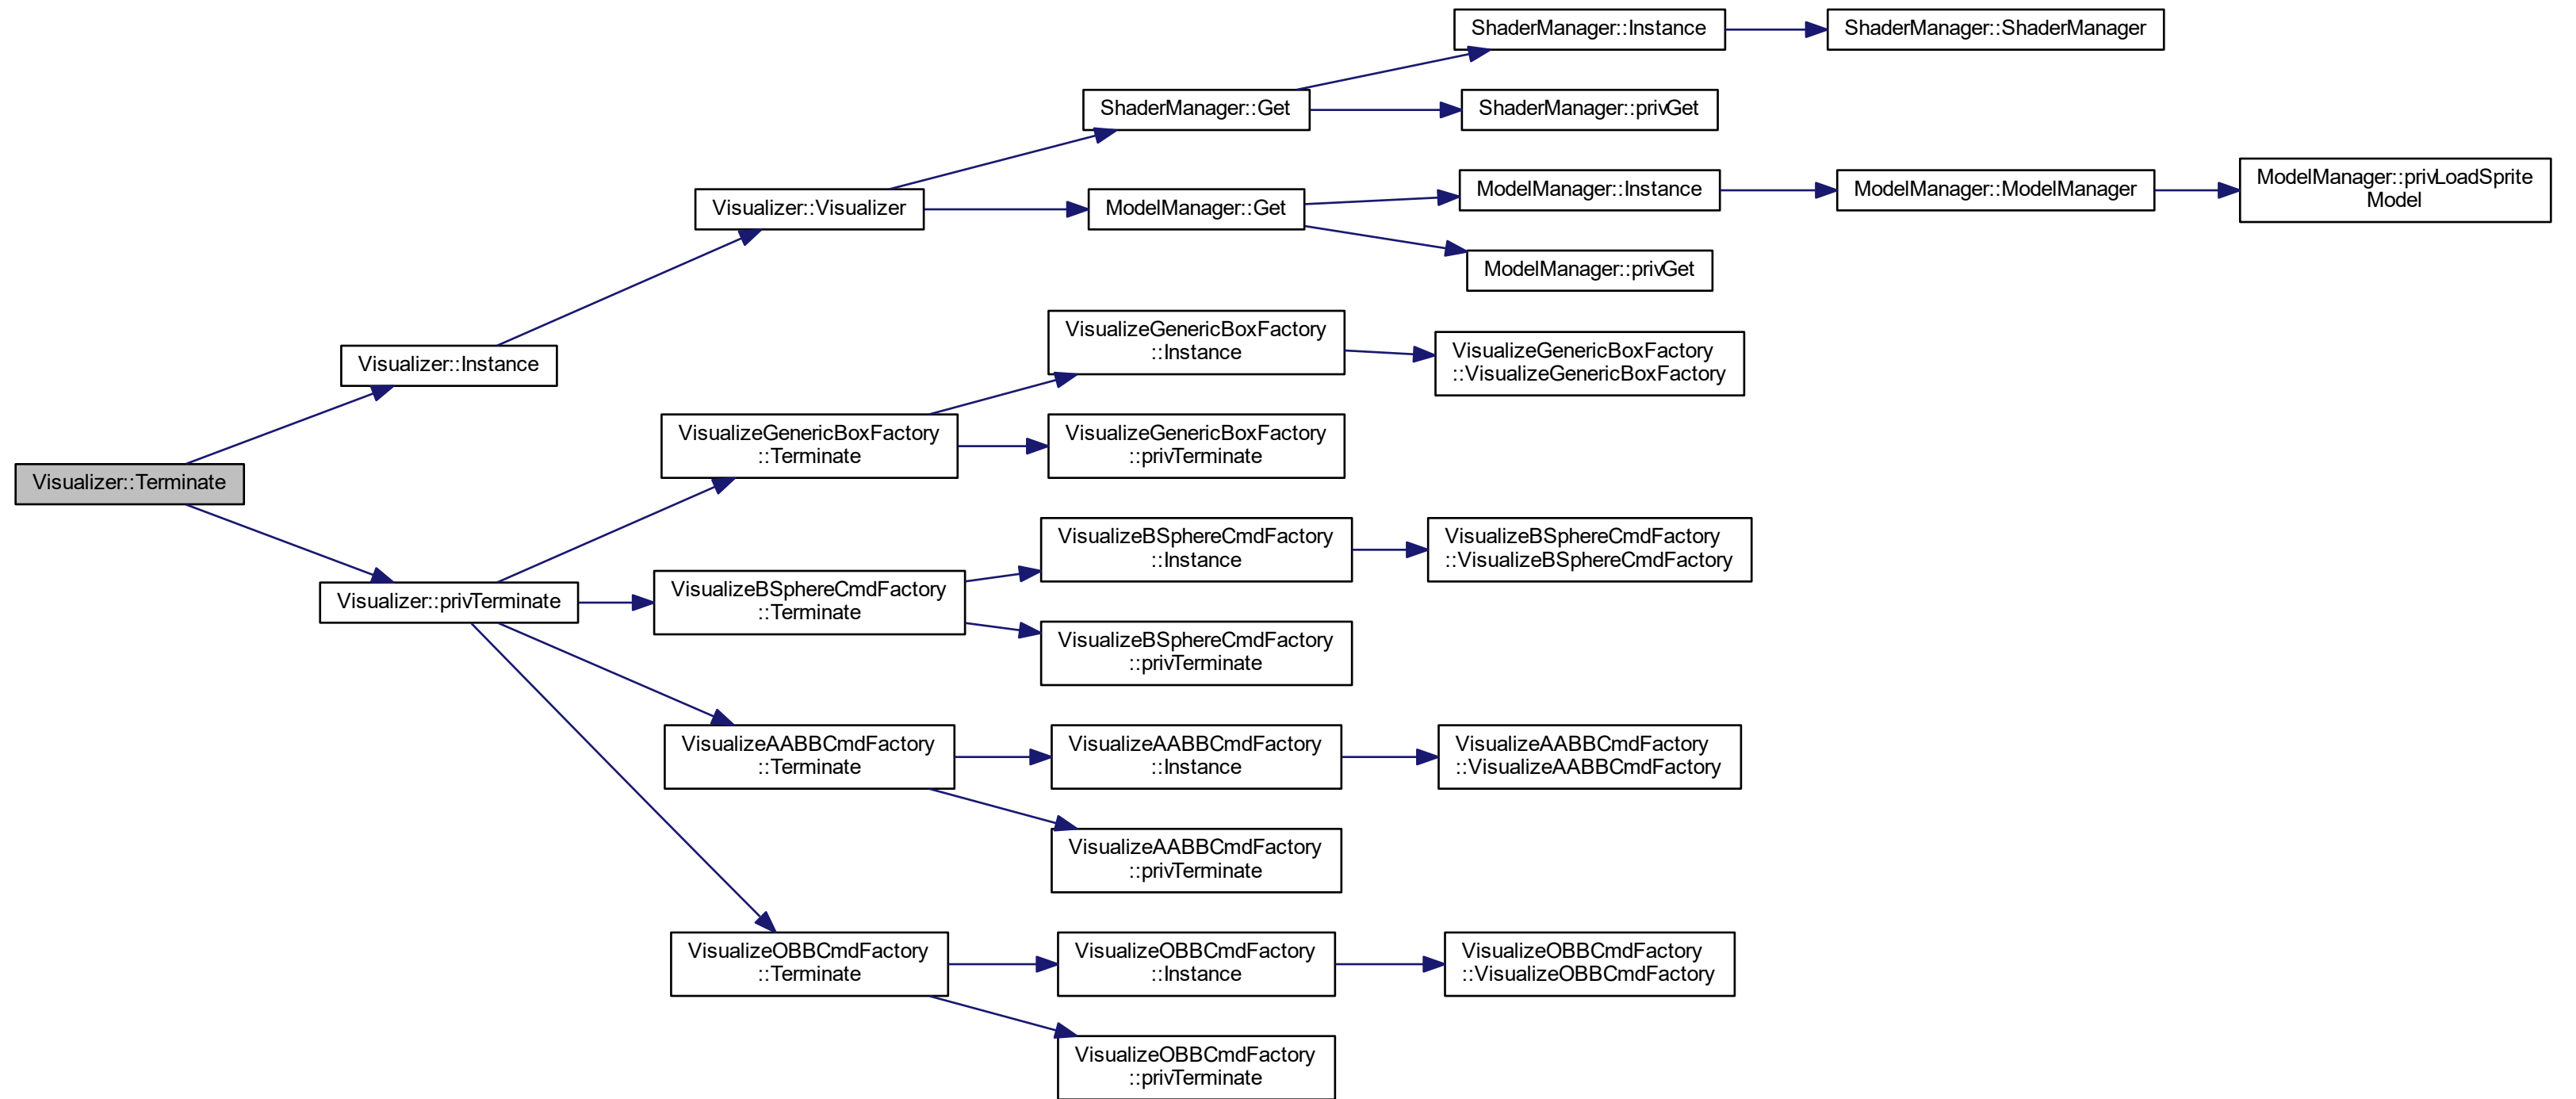 ShaderManager::Instance
ShaderManager::ShaderManager
ShaderManager::Get
ShaderManager::privGet
ModelManager::privLoadSprite
Model
ModelManager::Instance
ModelManager::ModelManager
Visualizer::Visualizer
ModelManager::Get
ModelManager::privGet
VisualizeGenericBoxFactory
::Instance
VisualizeGenericBoxFactory
::VisualizeGenericBoxFactory
Visualizer::Instance
VisualizeGenericBoxFactory
::Terminate
VisualizeGenericBoxFactory
::privTerminate
Visualizer::Terminate
VisualizeBSphereCmdFactory
::Instance
VisualizeBSphereCmdFactory
::VisualizeBSphereCmdFactory
Visualizer::privTerminate
VisualizeBSphereCmdFactory
::Terminate
VisualizeBSphereCmdFactory
::privTerminate
VisualizeAABBCmdFactory
::Terminate
VisualizeAABBCmdFactory
::Instance
VisualizeAABBCmdFactory
::VisualizeAABBCmdFactory
VisualizeAABBCmdFactory
::privTerminate
VisualizeOBBCmdFactory
::Terminate
VisualizeOBBCmdFactory
::Instance
VisualizeOBBCmdFactory
::VisualizeOBBCmdFactory
VisualizeOBBCmdFactory
::privTerminate